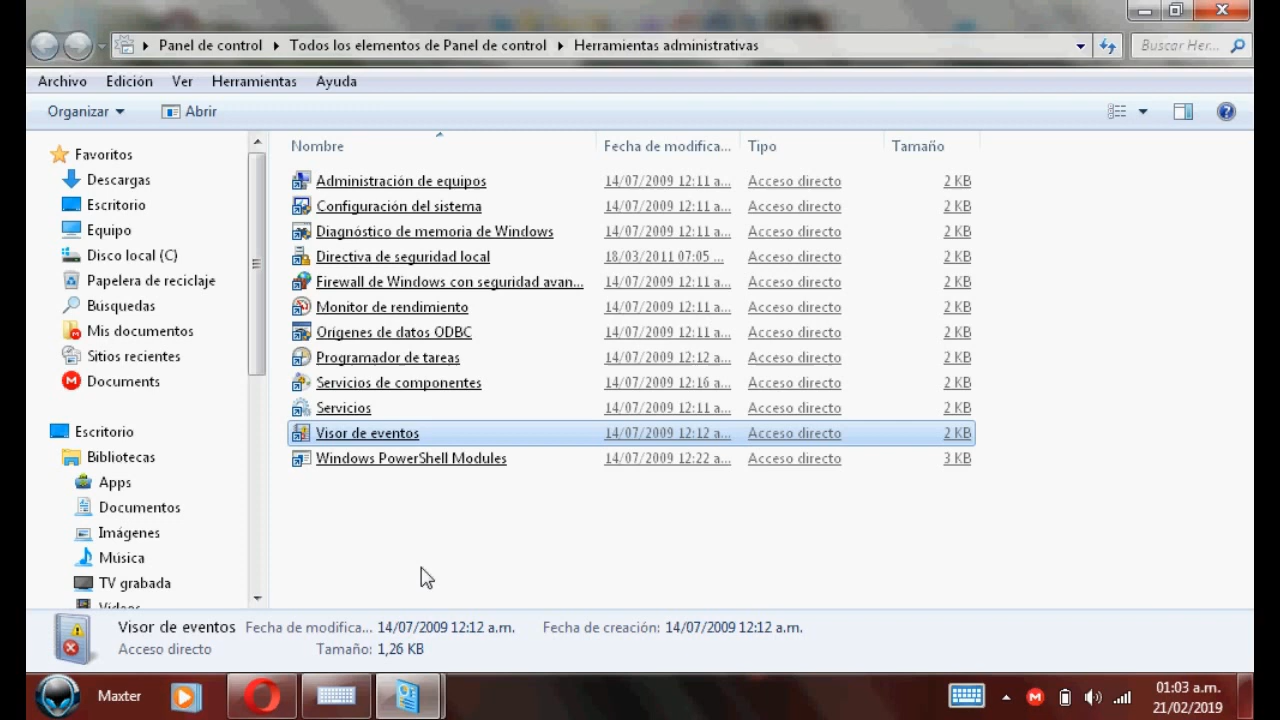 Panel de control ▸ Todos los elementos de Panel de control ▸ Herramientas administrativas
Buscar Her...
Archivo Edición Ver Herramientas Ayuda
Organizar Abrir
Favoritos
Descargas
Escritorio
Equipo
Disco local (C)
Papelera de reciclaje
Búsquedas
Mis documentos
Sitios recientes
Documents
Escritorio
Bibliotecas
Apps
Documentos
Imágenes
Música
TV grabada
Videos
Nombre Fecha de modifica... Tipo Tamaño
Administración de equipos 14/07/2009 12:11 a... Acceso directo 2 KB
Configuración del sistema 14/07/2009 12:11 a... Acceso directo 2 KB
Diagnóstico de memoria de Windows 14/07/2009 12:11 a... Acceso directo 2 KB
Directiva de seguridad local 18/03/2011 07:05 ... Acceso directo 2 KB
Firewall de Windows con seguridad avan... 14/07/2009 12:11 a... Acceso directo 2 KB
Monitor de rendimiento 14/07/2009 12:11 a... Acceso directo 2 KB
Orígenes de datos ODBC 14/07/2009 12:11 a... Acceso directo 2 KB
Programador de tareas 14/07/2009 12:12 a... Acceso directo 2 KB
Servicios de componentes 14/07/2009 12:16 a... Acceso directo 2 KB
Servicios 14/07/2009 12:11 a... Acceso directo 2 KB
Visor de eventos 14/07/2009 12:12 a... Acceso directo 2 KB
Windows PowerShell Modules 14/07/2009 12:22 a... Acceso directo 3 KB
Visor de eventos Fecha de modifica... 14/07/2009 12:12 a.m. Fecha de creación: 14/07/2009 12:12 a.m.
Acceso directo Tamaño: 1,26 KB
Maxter
01:03 a.m.
21/02/2019